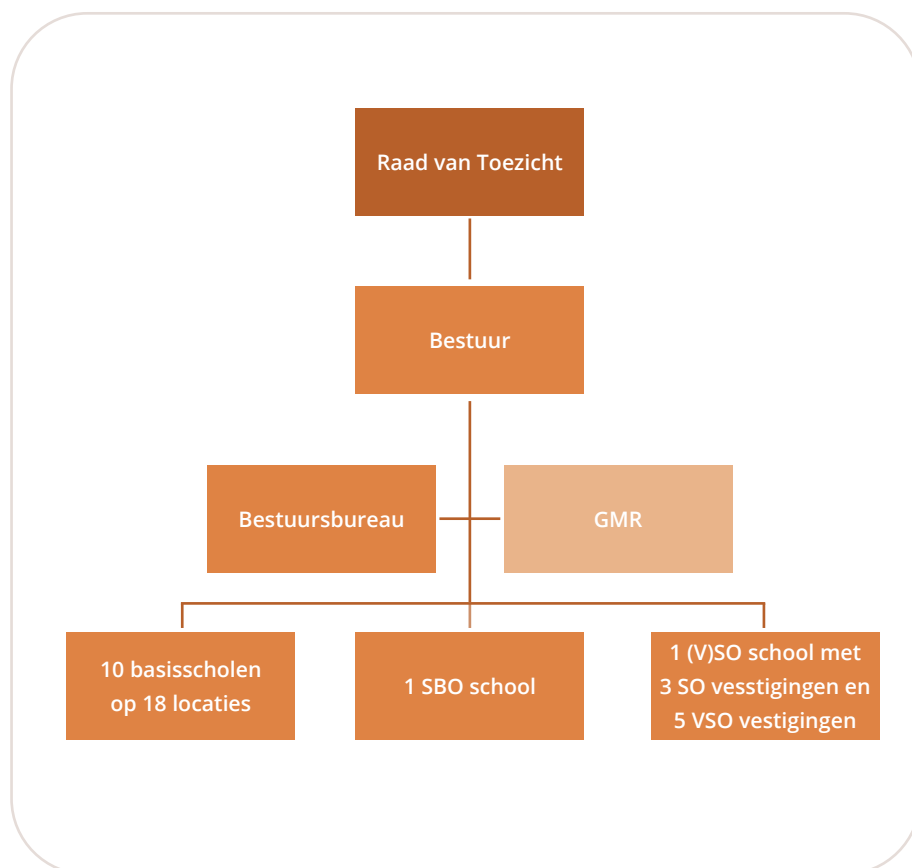 Raad van Toezicht
Bestuur
Bestuursbureau
GMR
10 basisscholen
op 18 locaties
1 SBO school
1 (V)SO school met
3 SO vesstigingen en
5 VSO vestigingen